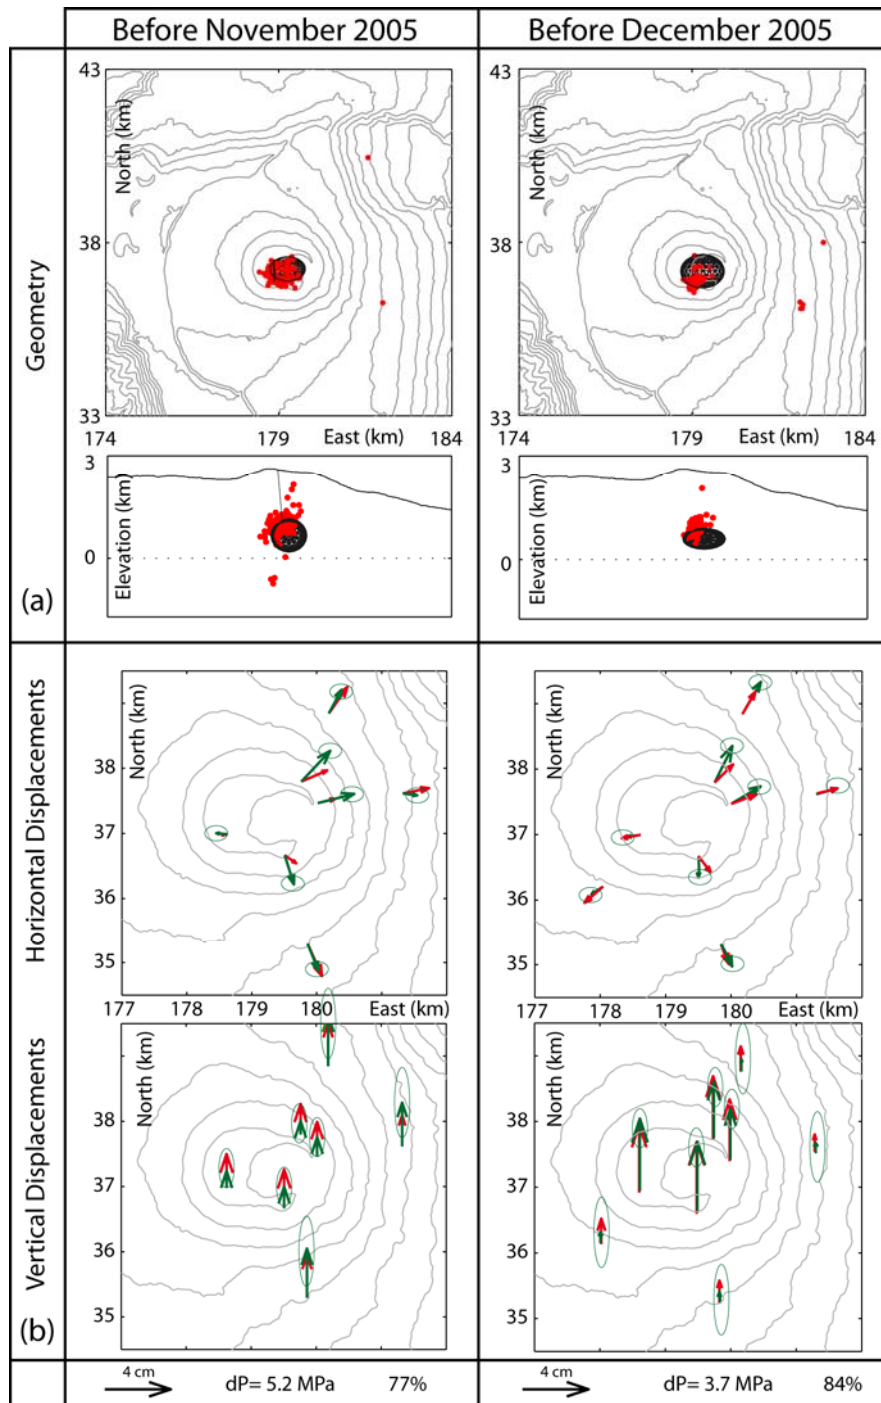 Before November 2005
Before December 2005
Geometry
(a)
43
North (km)
38
33
174
179
East (km)
184
3
Elevation (km)
0
43
North (km)
38
33
174
179
East (km)
184
3
Elevation (km)
0
Horizontal Displacements
North (km)
38
37
36
35
177
178
179
180
East (km)
North (km)
38
37
36
35
177
178
179
180
East (km)
Vertical Displacements
(b)
North (km)
38
37
36
35
North (km)
38
37
36
35
4 cm
dP= 5.2 MPa
77%
4 cm
dP= 3.7 MPa
84%